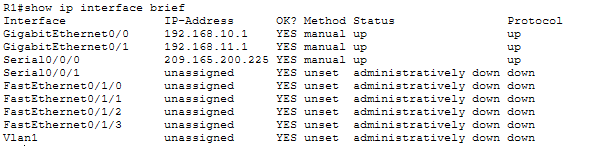 R1#show ip interface brief
Interface IP-Address OK? Method Status Protocol
GigabitEthernet0/0 192.168.10.1 YES manual up up
GigabitEthernet0/1 192.168.11.1 YES manual up up
Serial0/0/0 209.165.200.225 YES manual up up
Serial0/0/1 unassigned YES unset administratively down down
FastEthernet0/1/0 unassigned YES unset administratively down down
FastEthernet0/1/1 unassigned YES unset administratively down down
FastEthernet0/1/2 unassigned YES unset administratively down down
FastEthernet0/1/3 unassigned YES unset administratively down down
Vlan1 unassigned YES unset administratively down down